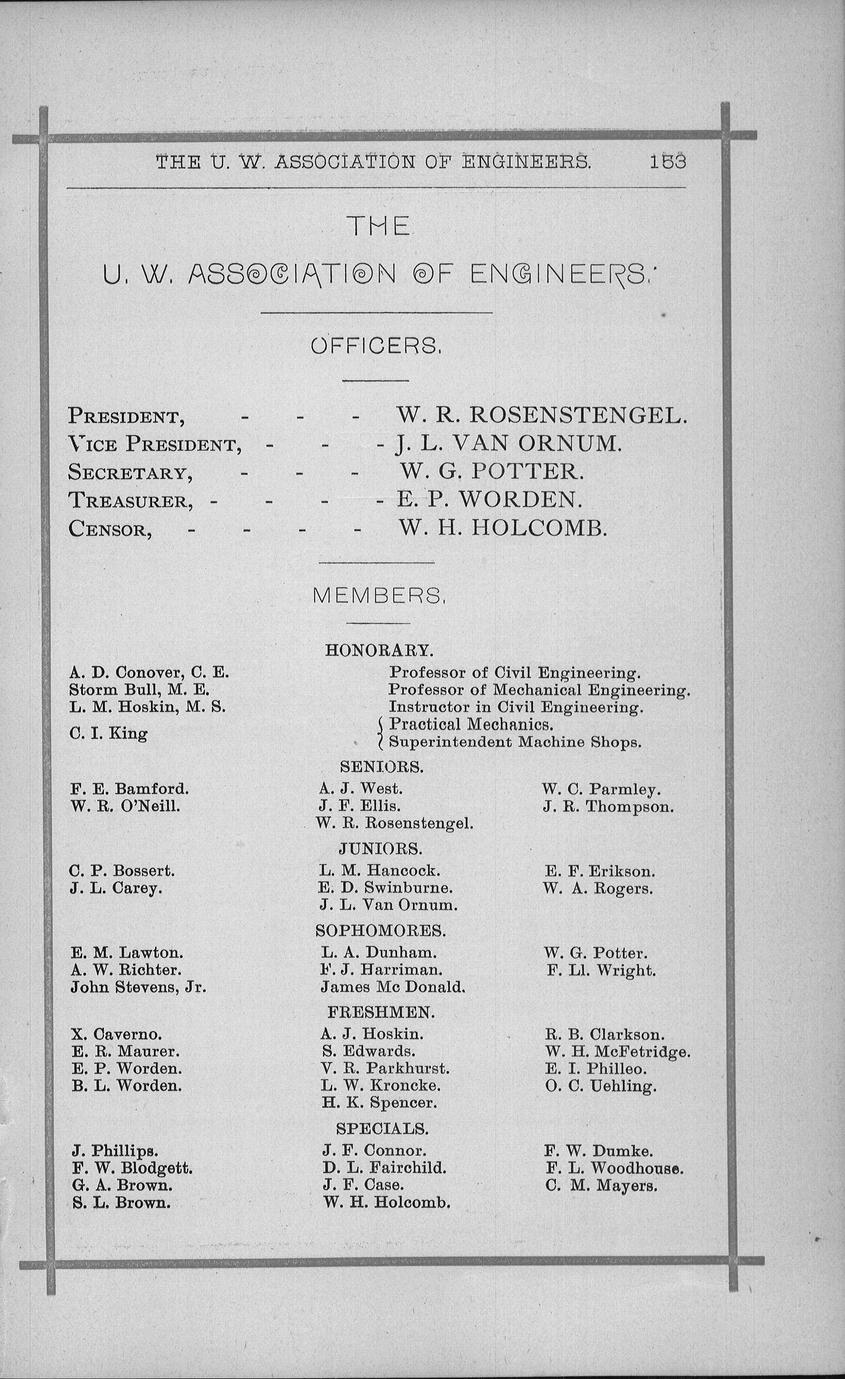 THE U. W. ASSOCIATION OF ENGINEERS. 153
THE
U. W. ASSOCIATION OF ENGINEERS.
OFFICERS.
PRESIDENT, - - - W. R. ROSENSTENGEL.
VICE PRESIDENT, - - - J. L. VAN ORNUM.
SECRETARY, - - - W. G. POTTER.
TREASURER, - - - - E. P. WORDEN.
CENSOR, - - - - W. H. HOLCOMB.
MEMBERS.
HONORARY.
A. D. Conover, C. E. Professor of Civil Engineering.
Storm Bull, M. E. Professor of Mechanical Engineering.
L. M. Hoskin, M. S. Instructor in Civil Engineering.
C. I. King { Practical Mechanics.
Superintendent Machine Shops.
SENIORS.
F. E. Bamford. A. J. West. W. C. Parmley.
W. R. O'Neill. J. F. Ellis. J. R. Thompson.
W. R. Rosenstengel.
JUNIORS.
C. P. Bossert. L. M. Hancock. E. F. Erikson.
J. L. Carey. E. D. Swinburne. W. A. Rogers.
J. L. Van Ornum.
SOPHOMORES.
E. M. Lawton. L. A. Dunham. W. G. Potter.
A. W. Richter. F. J. Harriman. F. Ll. Wright.
John Stevens, Jr. James Mc Donald.
FRESHMEN.
X. Caverno. A. J. Hoskin. R. B. Clarkson.
E. R. Maurer. S. Edwards. W. H. McFetridge.
E. P. Worden. V. R. Parkhurst. E. I. Philleo.
B. L. Worden. L. W. Kroncke. O. C. Uehling.
H. K. Spencer.
SPECIALS.
J. Phillips. J. F. Connor. F. W. Dumke.
F. W. Blodgett. D. L. Fairchild. F. L. Woodhouse.
G. A. Brown. J. F. Case. C. M. Mayers.
S. L. Brown. W. H. Holcomb.